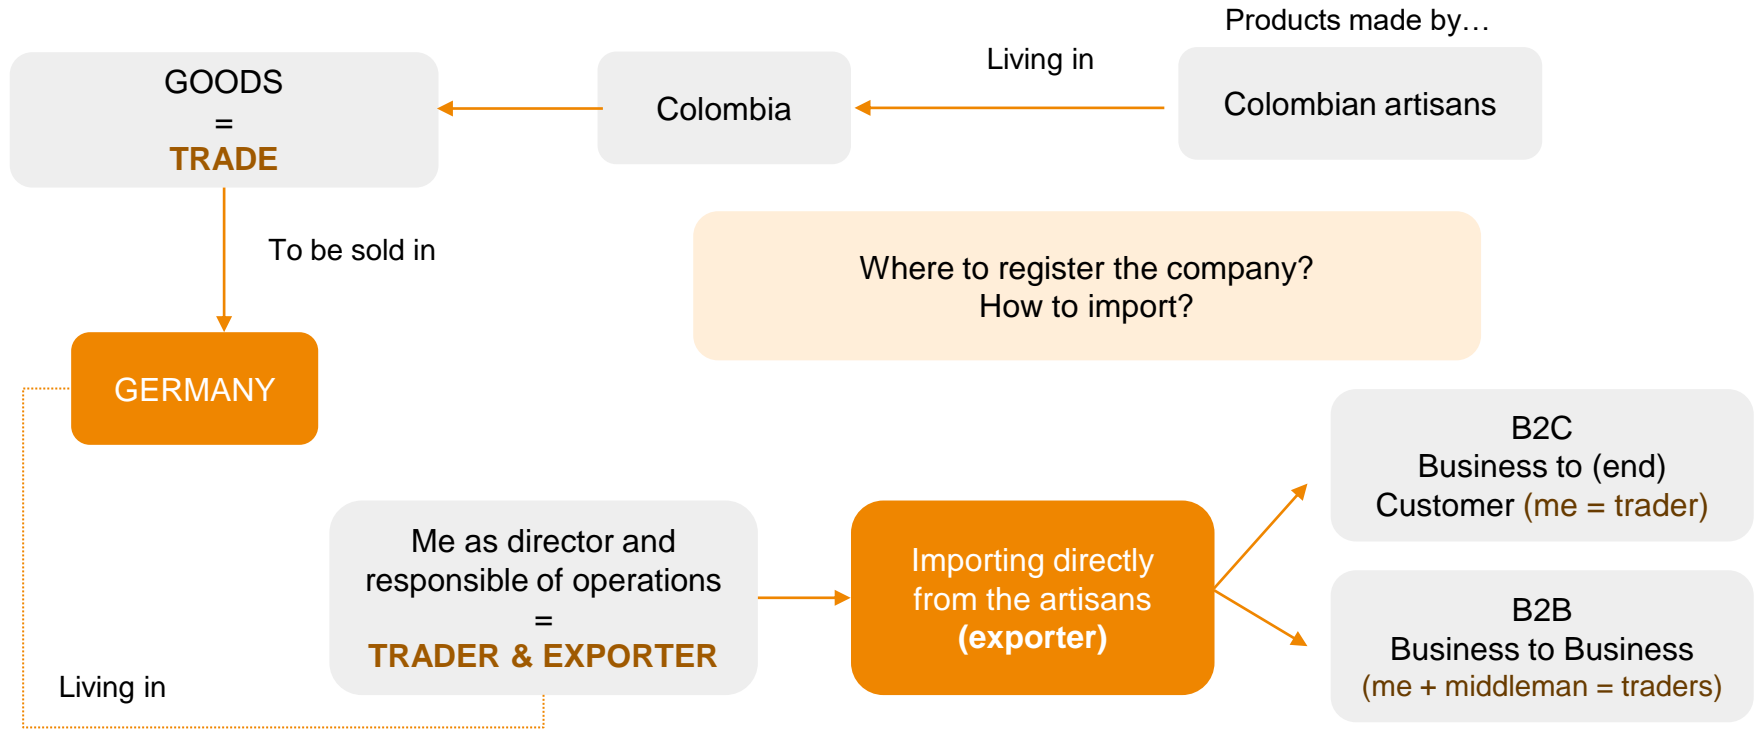 Products made by…
GOODS
=
TRADE
Colombia
Living in
Colombian artisans
To be sold in
Where to register the company?
How to import?
GERMANY
B2C
Business to (end)
Customer (me = trader)
Me as director and
responsible of operations
=
TRADER & EXPORTER
Importing directly
from the artisans
(exporter)
B2B
Business to Business
(me + middleman = traders)
Living in